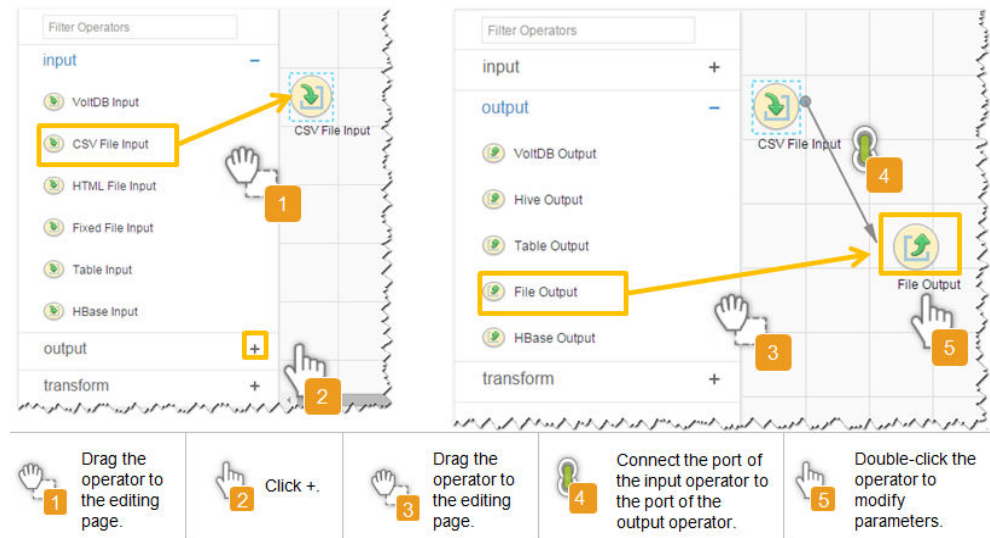 Filter Operators
input
VoltDB Input
CSV File Input
HTML File Input
Fixed File Input
Table Input
HBase Input
output
transform
CSV File Input
1
2
Filter Operators
input
output
VoltDB Output
Hive Output
Table Output
File Output
HBase Output
transform
CSV File Input
4
File Output
3
5
1
Drag the
operator to
the editing
page.
2
Click +.
3
Drag the
operator to
the editing
page.
4
Connect the port of
the input operator to
the port of the
output operator.
5
Double-click the
operator to
modify
parameters.